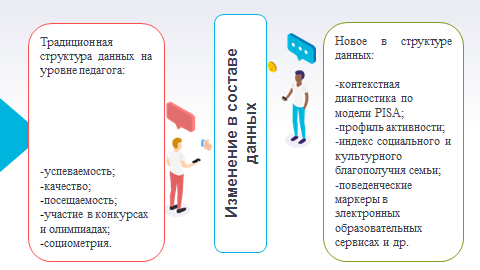 Традиционная
структура данных на
уровне педагога:
-успеваемость;
-качество;
-посещаемость;
-участие в конкурсах
и олимпиадах;
-социометрия.
Изменение в составе
данных
Новое в структуре
данных:
-контекстная
диагностика по
модели PISA;
-профиль активности;
-индекс социального и
культурного
благополучия семьи;
-поведенческие
маркеры в
электронных
образовательных
сервисах и др.